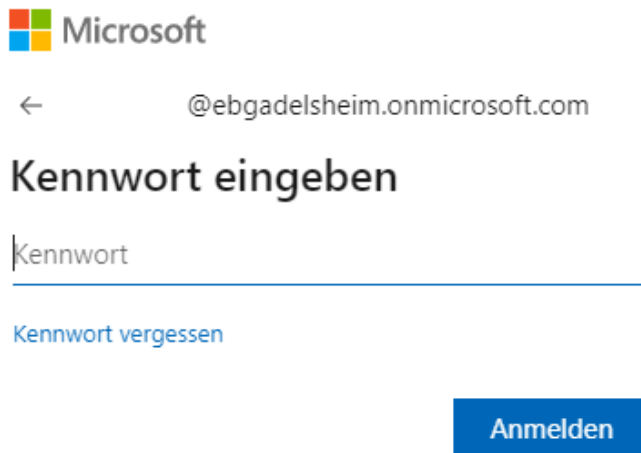 Microsoft
← @ebgadelsheim.onmicrosoft.com
Kennwort eingeben
Kennwort
Kennwort vergessen
Anmelden